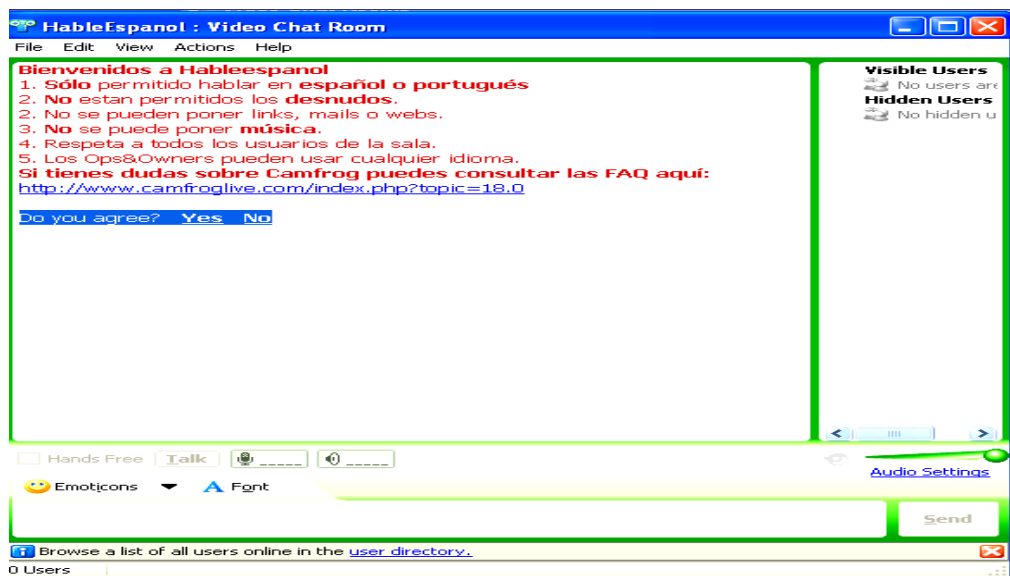 HableEspanol : Video Chat Room
File Edit View Actions Help
Bienvenidos a Hableespanol
1. Sólo permitido hablar en español o portugués
2. No estan permitidos los desnudos.
2. No se pueden poner links, mails o webs.
3. No se puede poner música.
4. Respeta a todos los usuarios de la sala.
5. Los Ops&Owners pueden usar cualquier idioma.
Si tienes dudas sobre Camfrog puedes consultar las FAQ aquí:
http://www.camfroglive.com/index.php?topic=18.0
Do you agree? Yes No
Visible Users
No users are
Hidden Users
No hidden u
Hands Free Talk
Audio Settings
Emoticons Font
Send
Browse a list of all users online in the user directory.
0 Users